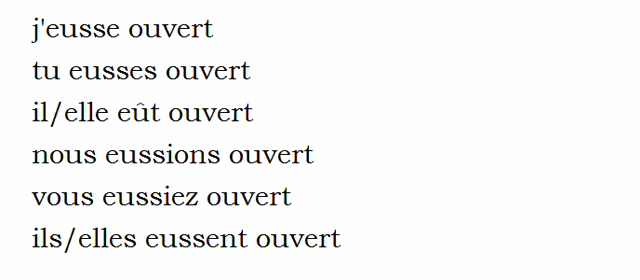 j'eusse ouvert
tu eusses ouvert
il/elle eût ouvert
nous eussions ouvert
vous eussiez ouvert
ils/elles eussent ouvert